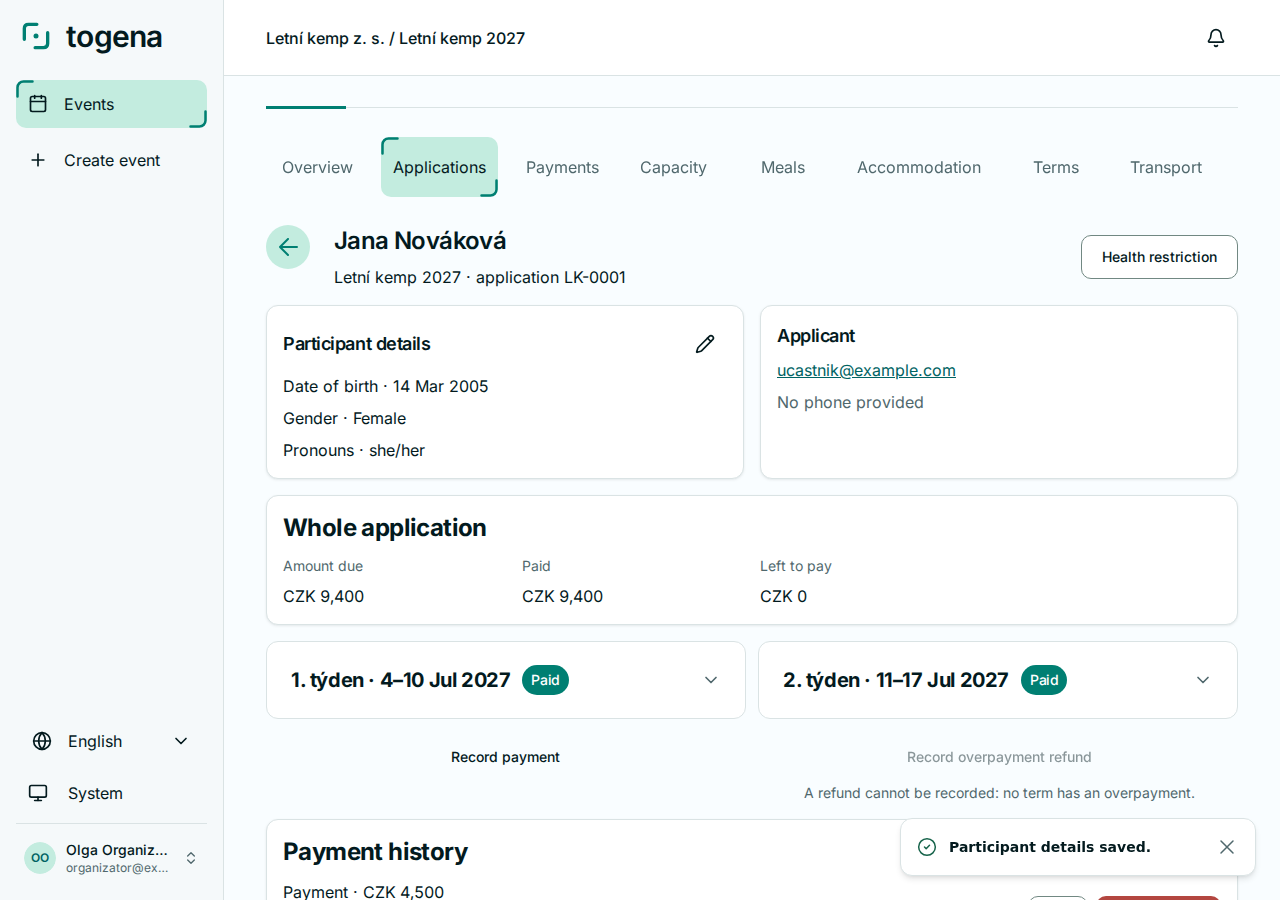 togena
Letní kemp z. s. / Letní kemp 2027
Events
Create event
Overview
Applications
Payments
Capacity
Meals
Accommodation
Terms
Transport
Jana Nováková
Letní kemp 2027 · application LK-0001
Health restriction
Participant details
Date of birth · 14 Mar 2005
Gender · Female
Pronouns · she/her
Applicant
ucastnik@example.com
No phone provided
Whole application
Amount due
Paid
Left to pay
CZK 9,400
CZK 9,400
CZK 0
1. týden · 4–10 Jul 2027
Paid
2. týden · 11–17 Jul 2027
Paid
Record payment
Record overpayment refund
A refund cannot be recorded: no term has an overpayment.
Payment history
Payment · CZK 4,500
Participant details saved.
English
System
OO
Olga Organiz...
organizator@ex...